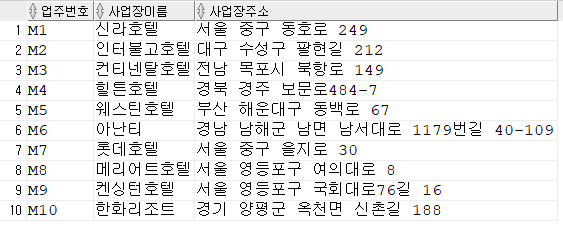 업주번호 사업장이름 사업장주소
1 M1 신라호텔 서울 중구 동호로 249
2 M2 인터불고호텔 대구 수성구 팔현길 212
3 M3 컨티넨탈호텔 전남 목포시 북항로 149
4 M4 힐튼호텔 경북 경주 보문로484-7
5 M5 웨스틴호텔 부산 해운대구 동백로 67
6 M6 아난티 경남 남해군 남면 남서대로 1179번길 40-109
7 M7 롯데호텔 서울 중구 을지로 30
8 M8 메리어트호텔 서울 영등포구 여의대로 8
9 M9 켄싱턴호텔 서울 영등포구 국회대로76길 16
10 M10 한화리조트 경기 양평군 옥천면 신촌길 188